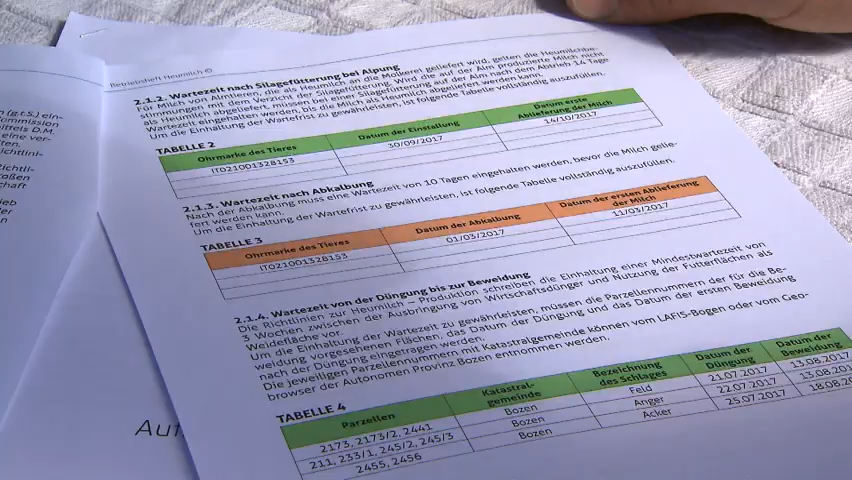 Betriebsheft Heumilch ©
2.1.2. Wartezeit nach Silagefütterung bei Alpung
Für Milch von Almtieren, die als Heumilch an die Molkerei geliefert wird, gelten die Heumilchbe-
stimmungen mit dem Verzicht der Silagefütterung. Wird die auf der Alm produzierte Milch nicht
als Heumilch abgeliefert, müssen bei einer Silagefütterung auf der Alm nach dem Abtrieb 14 Tage
Wartezeit eingehalten werden, bis die Milch als Heumilch abgeliefert werden kann.
Um die Einhaltung der Wartefrist zu gewährleisten, ist folgende Tabelle vollständig auszufüllen.
TABELLE 2
Ohrmarke des Tieres Datum der Einstallung Datum erste
Ablieferung der Milch
IT021001328153 30/09/2017 14/10/2017
2.1.3. Wartezeit nach Abkalbung
Nach der Abkalbung muss eine Wartezeit von 10 Tagen eingehalten werden, bevor die Milch gelie-
fert werden kann.
Um die Einhaltung der Wartefrist zu gewährleisten, ist folgende Tabelle vollständig auszufüllen.
TABELLE 3
Ohrmarke des Tieres Datum der Abkalbung Datum der ersten Ablieferung
der Milch
IT021001328153 01/03/2017 11/03/2017
2.1.4. Wartezeit von der Düngung bis zur Beweidung
Die Richtlinien zur Heumilch – Produktion schreiben die Einhaltung einer Mindestwartezeit von
3 Wochen zwischen der Ausbringung von Wirtschaftsdünger und Nutzung der Futterflächen als
Weidefläche vor.
Um die Einhaltung der Wartezeit zu gewährleisten, müssen die Parzellennummern der für die Be-
weidung vorgesehenen Flächen, das Datum der Düngung und das Datum der ersten Beweidung
nach der Düngung eingetragen werden.
Die jeweiligen Parzellennummern mit Katastralgemeinde können vom LAFIS-Bogen oder vom Geo-
browser der Autonomen Provinz Bozen entnommen werden.
TABELLE 4
Parzellen Katastral-
gemeinde Bezeichnung
des Schlages Datum der
Düngung Datum der
Beweidung
2173, 2173/2, 2441 Bozen Feld 21.07.2017 13.08.2017
211, 233/1, 245/2, 245/3 Bozen Anger 22.07.2017 13.08.201
2455, 2456 Bozen Acker 25.07.2017 18.08.20